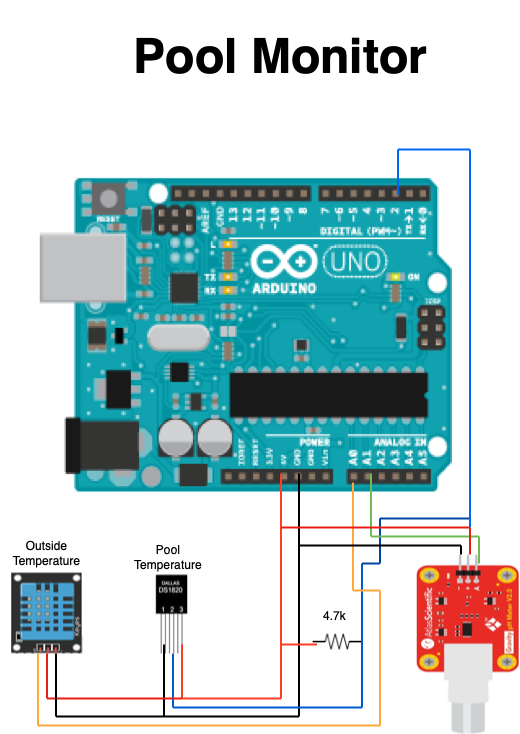 Pool Monitor
RESET
AREF
GND
13
12
~11
~10
~9
8
7
~6
~5
4
~3
2
TX→1
RX←0
DIGITAL (PWM~)
TX
RX
UNO
ON
ARDUINO
ICSP
POWER
ANALOG IN
IOREF
RESET
3.3V
5V
GND
GND
Vin
A0
A1
A2
A3
A4
A5
Outside
Temperature
Pool
Temperature
DALLAS
DS1820
1 2 3
4.7k
AtlasScientific
Gravity
pH Meter V2.0